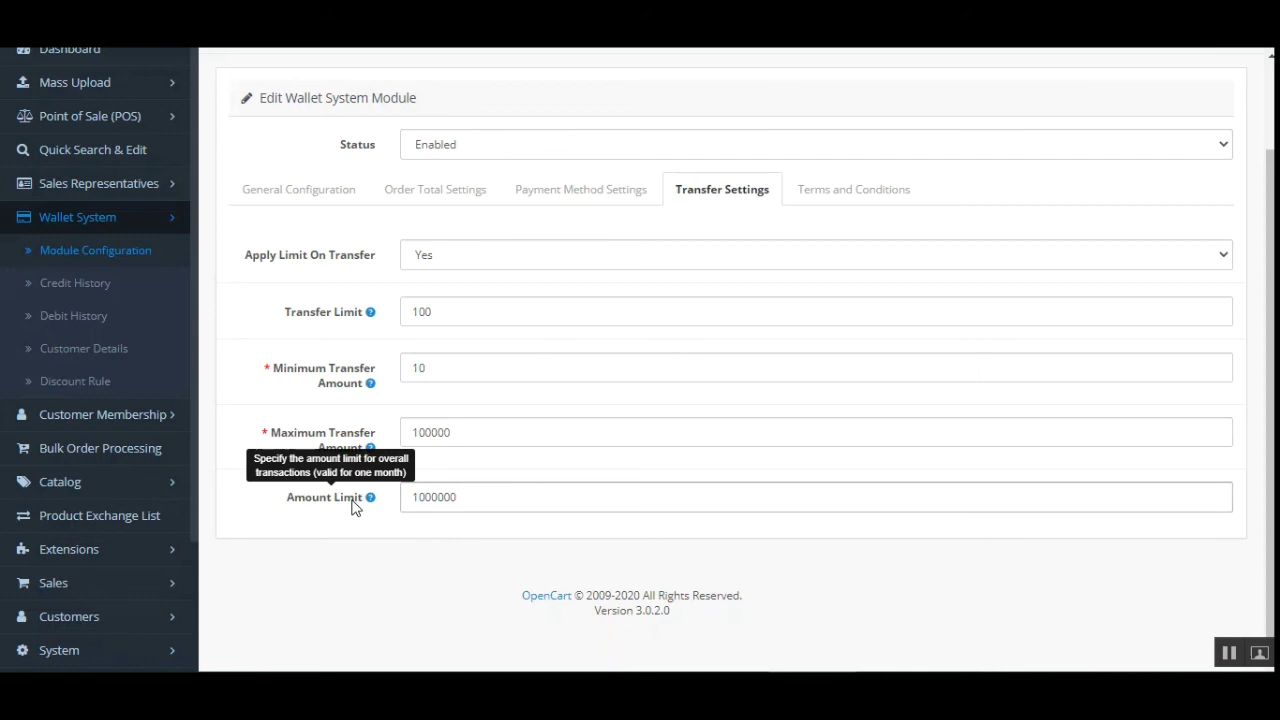 Dashboard
Mass Upload
Point of Sale (POS)
Quick Search & Edit
Sales Representatives
Wallet System
» Module Configuration
» Credit History
» Debit History
» Customer Details
» Discount Rule
Customer Membership
Bulk Order Processing
Catalog
Product Exchange List
Extensions
Sales
Customers
System
Edit Wallet System Module
Status Enabled
General Configuration Order Total Settings Payment Method Settings Transfer Settings Terms and Conditions
Apply Limit On Transfer Yes
Transfer Limit ? 100
* Minimum Transfer
Amount ? 10
* Maximum Transfer 100000
Amount ?
Specify the amount limit for overall
transactions (valid for one month)
Amount Limit ? 1000000
OpenCart © 2009-2020 All Rights Reserved.
Version 3.0.2.0